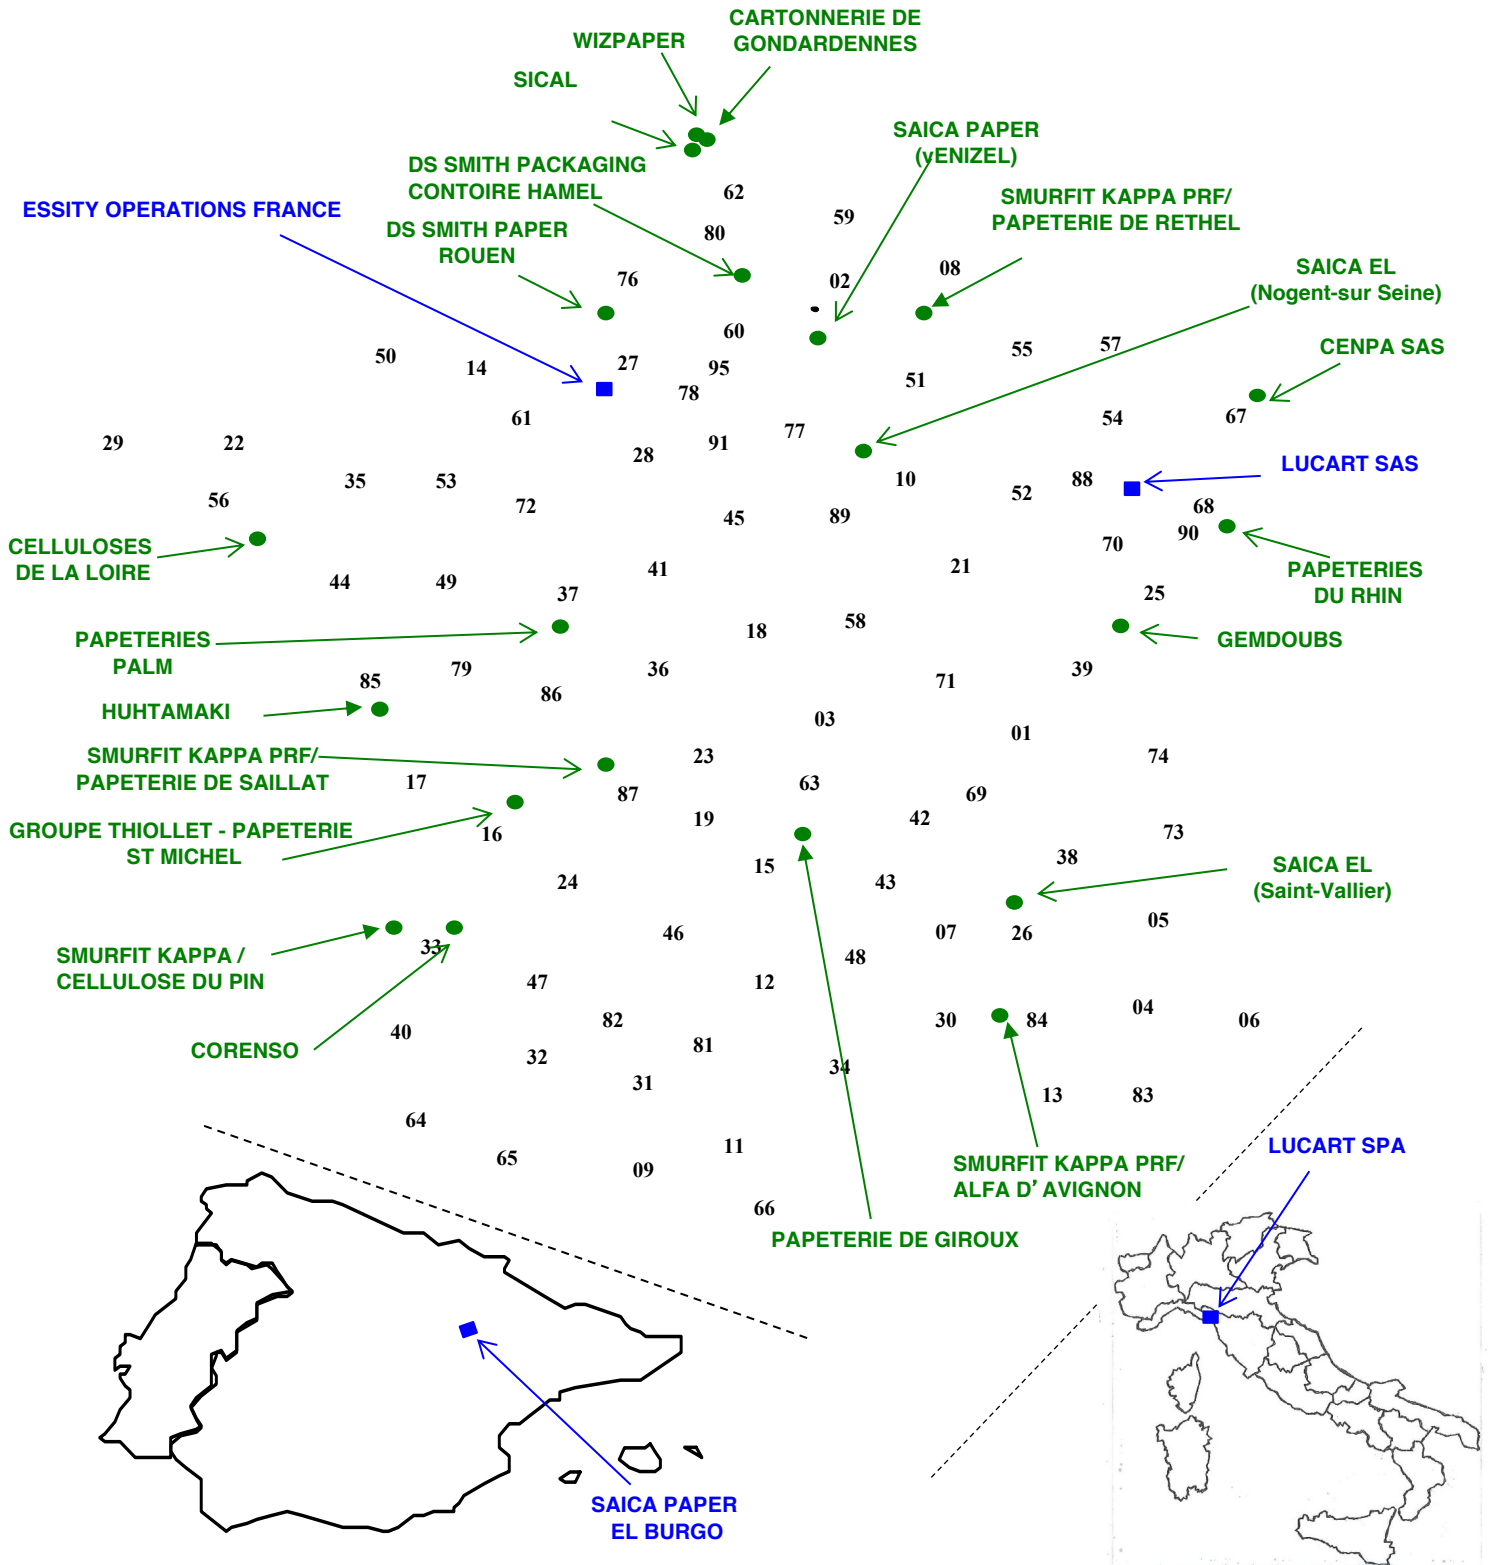 CARTONNERIE DE
GONDARDENNES
WIZPAPER
SICAL
SAICA PAPER
(vENIZEL)
DS SMITH PACKAGING
CONTOIRE HAMEL
62
SMURFIT KAPPA PRF/
PAPETERIE DE RETHEL
59
ESSITY OPERATIONS FRANCE
DS SMITH PAPER
ROUEN
80
SAICA EL
(Nogent-sur Seine)
76
02
08
60
50
14
27
95
55
57
CENPA SAS
78
51
61
54
67
29
22
28
91
77
LUCART SAS
35
53
10
88
56
72
52
68
45
89
90
CELLULOSES
DE LA LOIRE
70
44
49
41
21
PAPETERIES
DU RHIN
37
25
PAPETERIES
PALM
18
58
GEMDOUBS
79
36
39
85
86
71
HUHTAMAKI
03
01
SMURFIT KAPPA PRF/
PAPETERIE DE SAILLAT
23
74
17
87
63
69
GROUPE THIOLLET - PAPETERIE
ST MICHEL
16
19
42
73
38
15
SAICA EL
(Saint-Vallier)
24
43
05
33
46
07
26
SMURFIT KAPPA /
CELLULOSE DU PIN
48
47
12
04
40
82
30
84
06
CORENSO
32
81
34
31
13
83
64
11
LUCART SPA
65
09
SMURFIT KAPPA PRF/
ALFA D’ AVIGNON
66
PAPETERIE DE GIROUX
SAICA PAPER
EL BURGO